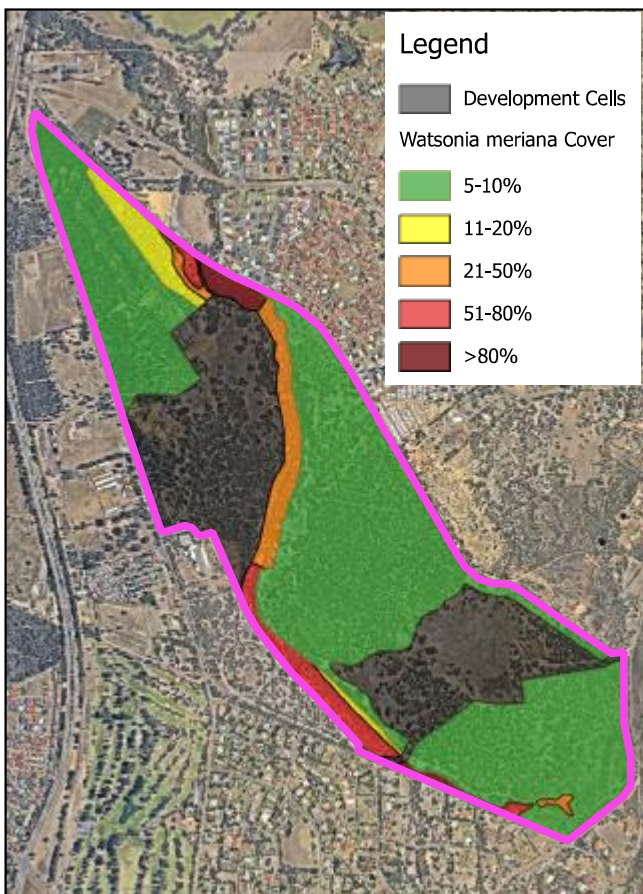 Legend
Development Cells
Watsonia meriana Cover
5-10%
11-20%
21-50%
51-80%
>80%